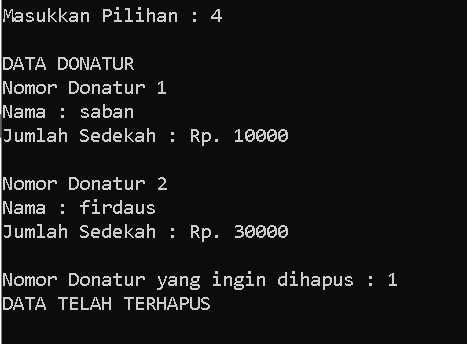 Masukkan Pilihan : 4
DATA DONATUR
Nomor Donatur 1
Nama : saban
Jumlah Sedekah : Rp. 10000
Nomor Donatur 2
Nama : firdaus
Jumlah Sedekah : Rp. 30000
Nomor Donatur yang ingin dihapus : 1
DATA TELAH TERHAPUS